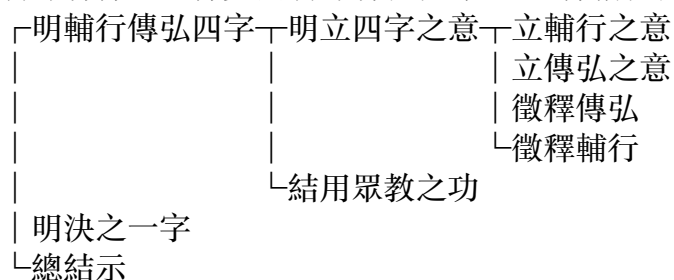 ┌明輔行傳弘四字┬明立四字之意┬立輔行之意
│       │      │立傳弘之意
│       │      │徵釋傳弘
│       │      └徵釋輔行
│       └結用眾教之功
│明決之一字
└總結示